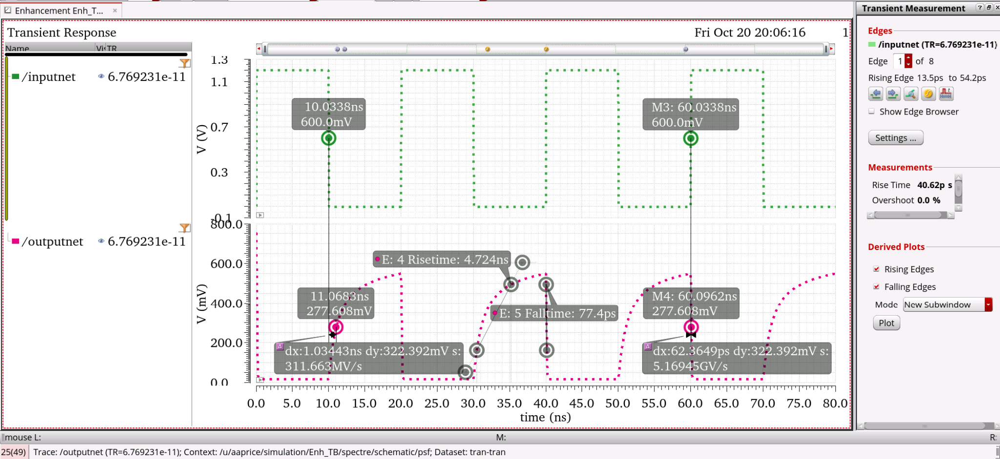 Enhancement Enh_T... ×
Transient Response
Fri Oct 20 20:06:16 1
Name Vi TR
/inputnet 6.769231e-11
/outputnet 6.769231e-11
1.3
1.1
0.7
0.3
-0.1
V (V)
10.0338ns
600.0mV
M3: 60.0338ns
600.0mV
800.0
600.0
400.0
200.0
0.0
V (mV)
E: 4 Risetime: 4.724ns
11.0683ns
277.608mV
E: 5 Falltime: 77.4ps
M4: 60.0962ns
277.608mV
dx:1.03443ns dy:322.392mV s:
311.663MV/s
dx:62.3649ps dy:322.392mV s:
5.16945GV/s
0.0 5.0 10.0 15.0 20.0 25.0 30.0 35.0 40.0 45.0 50.0 55.0 60.0 65.0 70.0 75.0 80.0
time (ns)
Transient Measurement
Edges
/inputnet (TR=6.769231e-11)
Edge 1 of 8
Rising Edge 13.5ps to 54.2ps
Show Edge Browser
Settings ...
Measurements
Rise Time 40.62p s
Overshoot 0.0 %
Derived Plots
Rising Edges
Falling Edges
Mode New Subwindow
Plot
mouse L: M: R:
25(49) Trace: /outputnet (TR=6.769231e-11); Context: /u/aaprice/simulation/Enh_TB/spectre/schematic/psf; Dataset: tran-tran